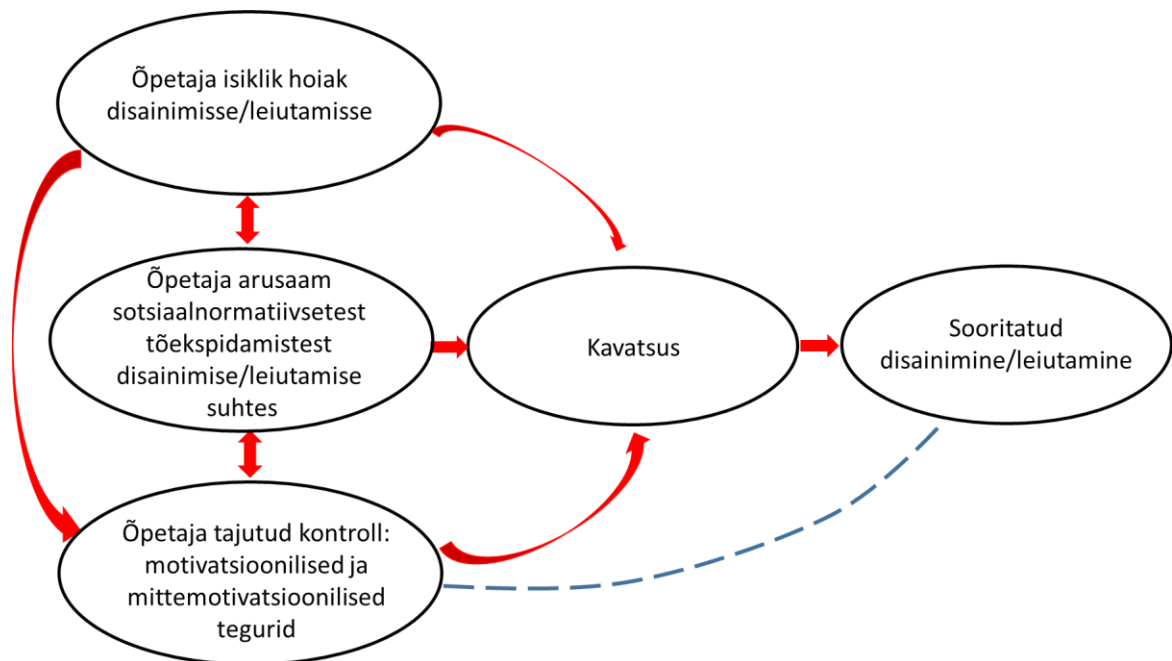 Õpetaja isiklik hoiak
disainimisse/leiutamisse
Õpetaja arusaam
sotsiaalnormatiivsetest
tõekspidamistest
disainimise/leiutamise
suhtes
Kavatsus
Sooritatud
disainimine/leiutamine
Õpetaja tajutud kontroll:
motivatsioonilised ja
mittemotivatsioonilised
tegurid